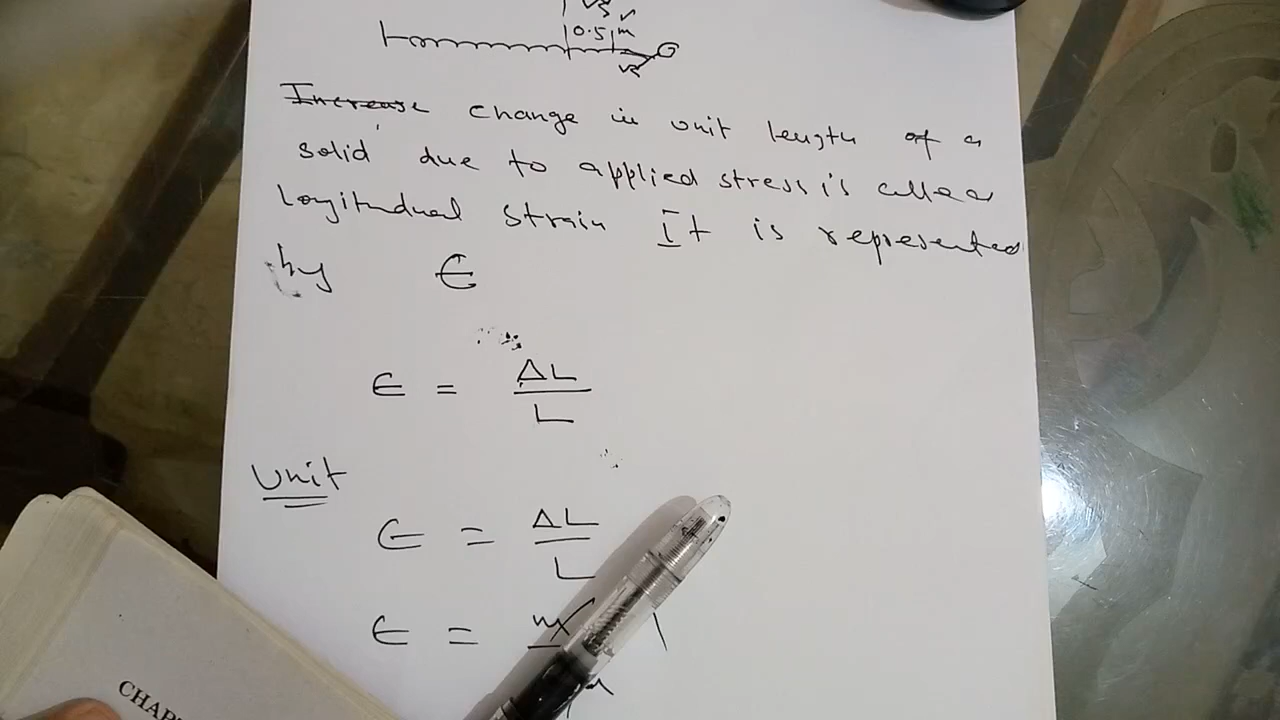 0.5 m
Increase change in unit length of a
solid due to applied stress is called
longitudual strain It is represented
by ∈
∈ = ΔL
L
Unit
∈ = ΔL
L
∈ = m
CHAP